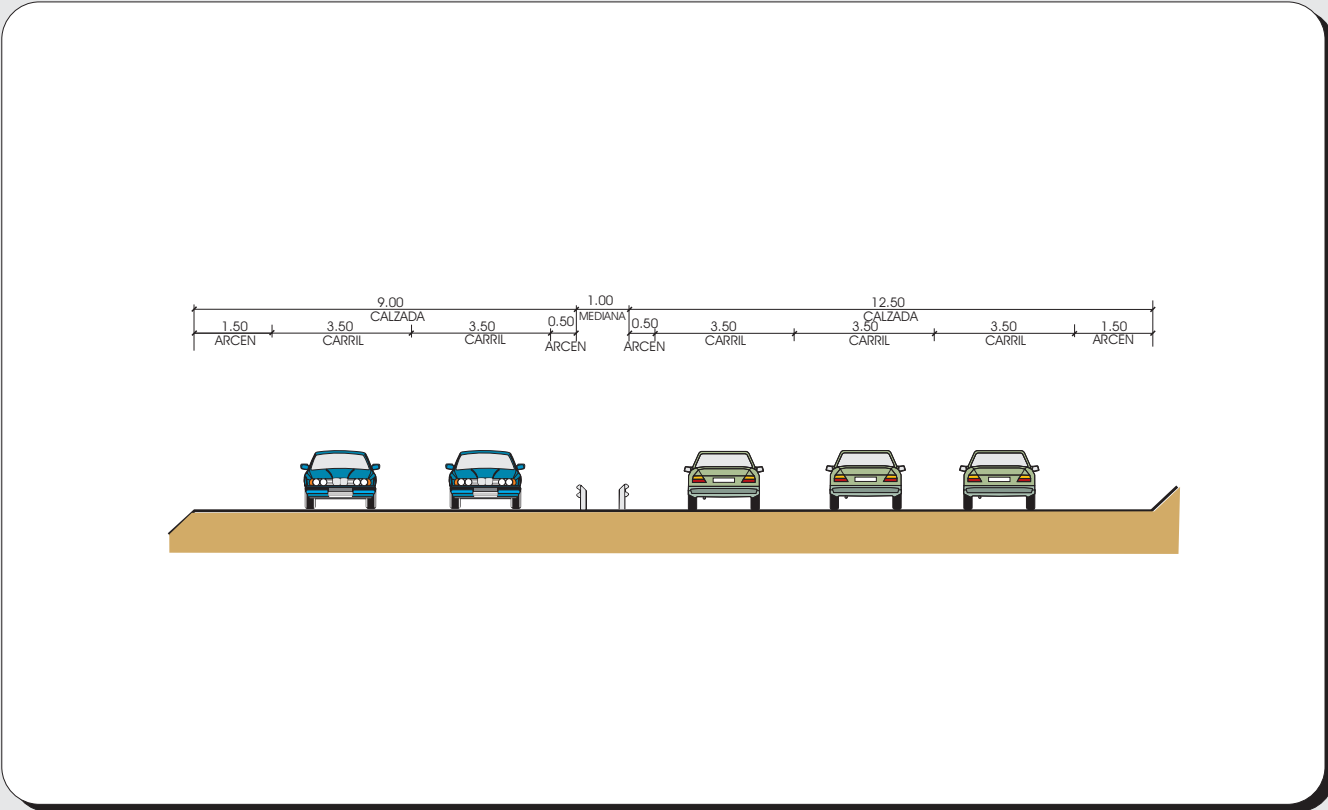 9.00 1.00 12.50
CALZADA MEDIANA CALZADA
1.50 3.50 3.50 0.50 0.50 3.50 3.50 3.50 1.50
ARCEN CARRIL CARRIL ARCEN ARCEN CARRIL CARRIL CARRIL ARCEN